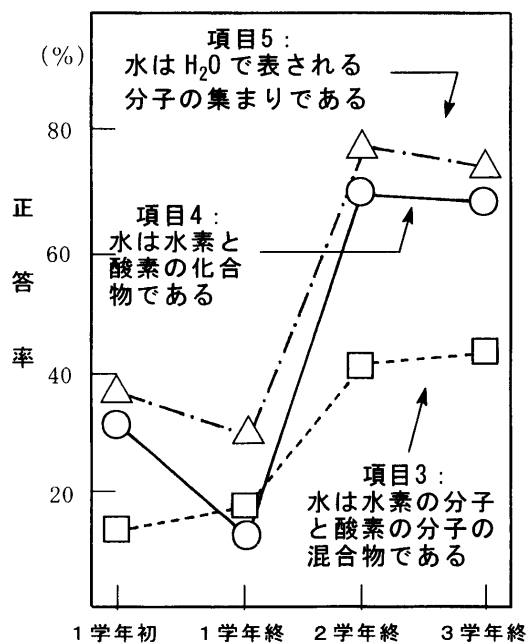 (%)
項目5：
水はH₂Oで表される
分子の集まりである
80
正答率
項目4：
水は水素と
酸素の化合
物である
60
40
20
項目3：
水は水素の分子
と酸素の分子の
混合物である
1学年初 1学年終 2学年終 3学年終